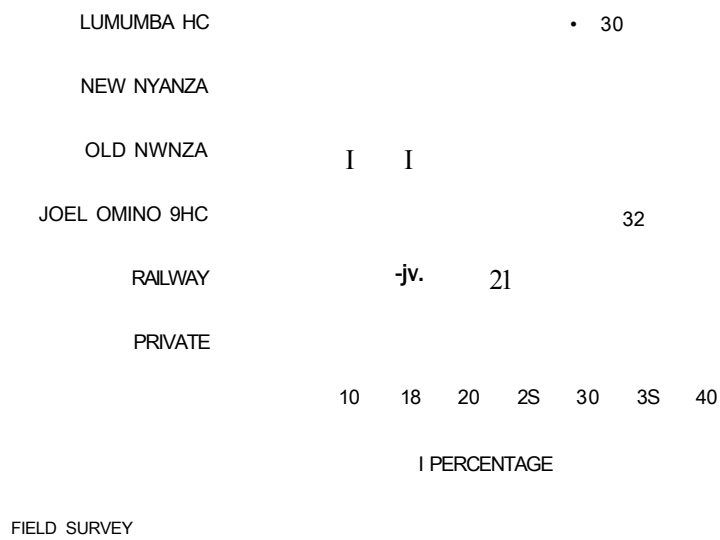 LUMUMBA HC • 30
NEW NYANZA
OLD NWNZA I I
JOEL OMINO 9HC 32
RAILWAY -jv. 21
PRIVATE
10 18 20 2S 30 3S 40
I PERCENTAGE
FIELD SURVEY